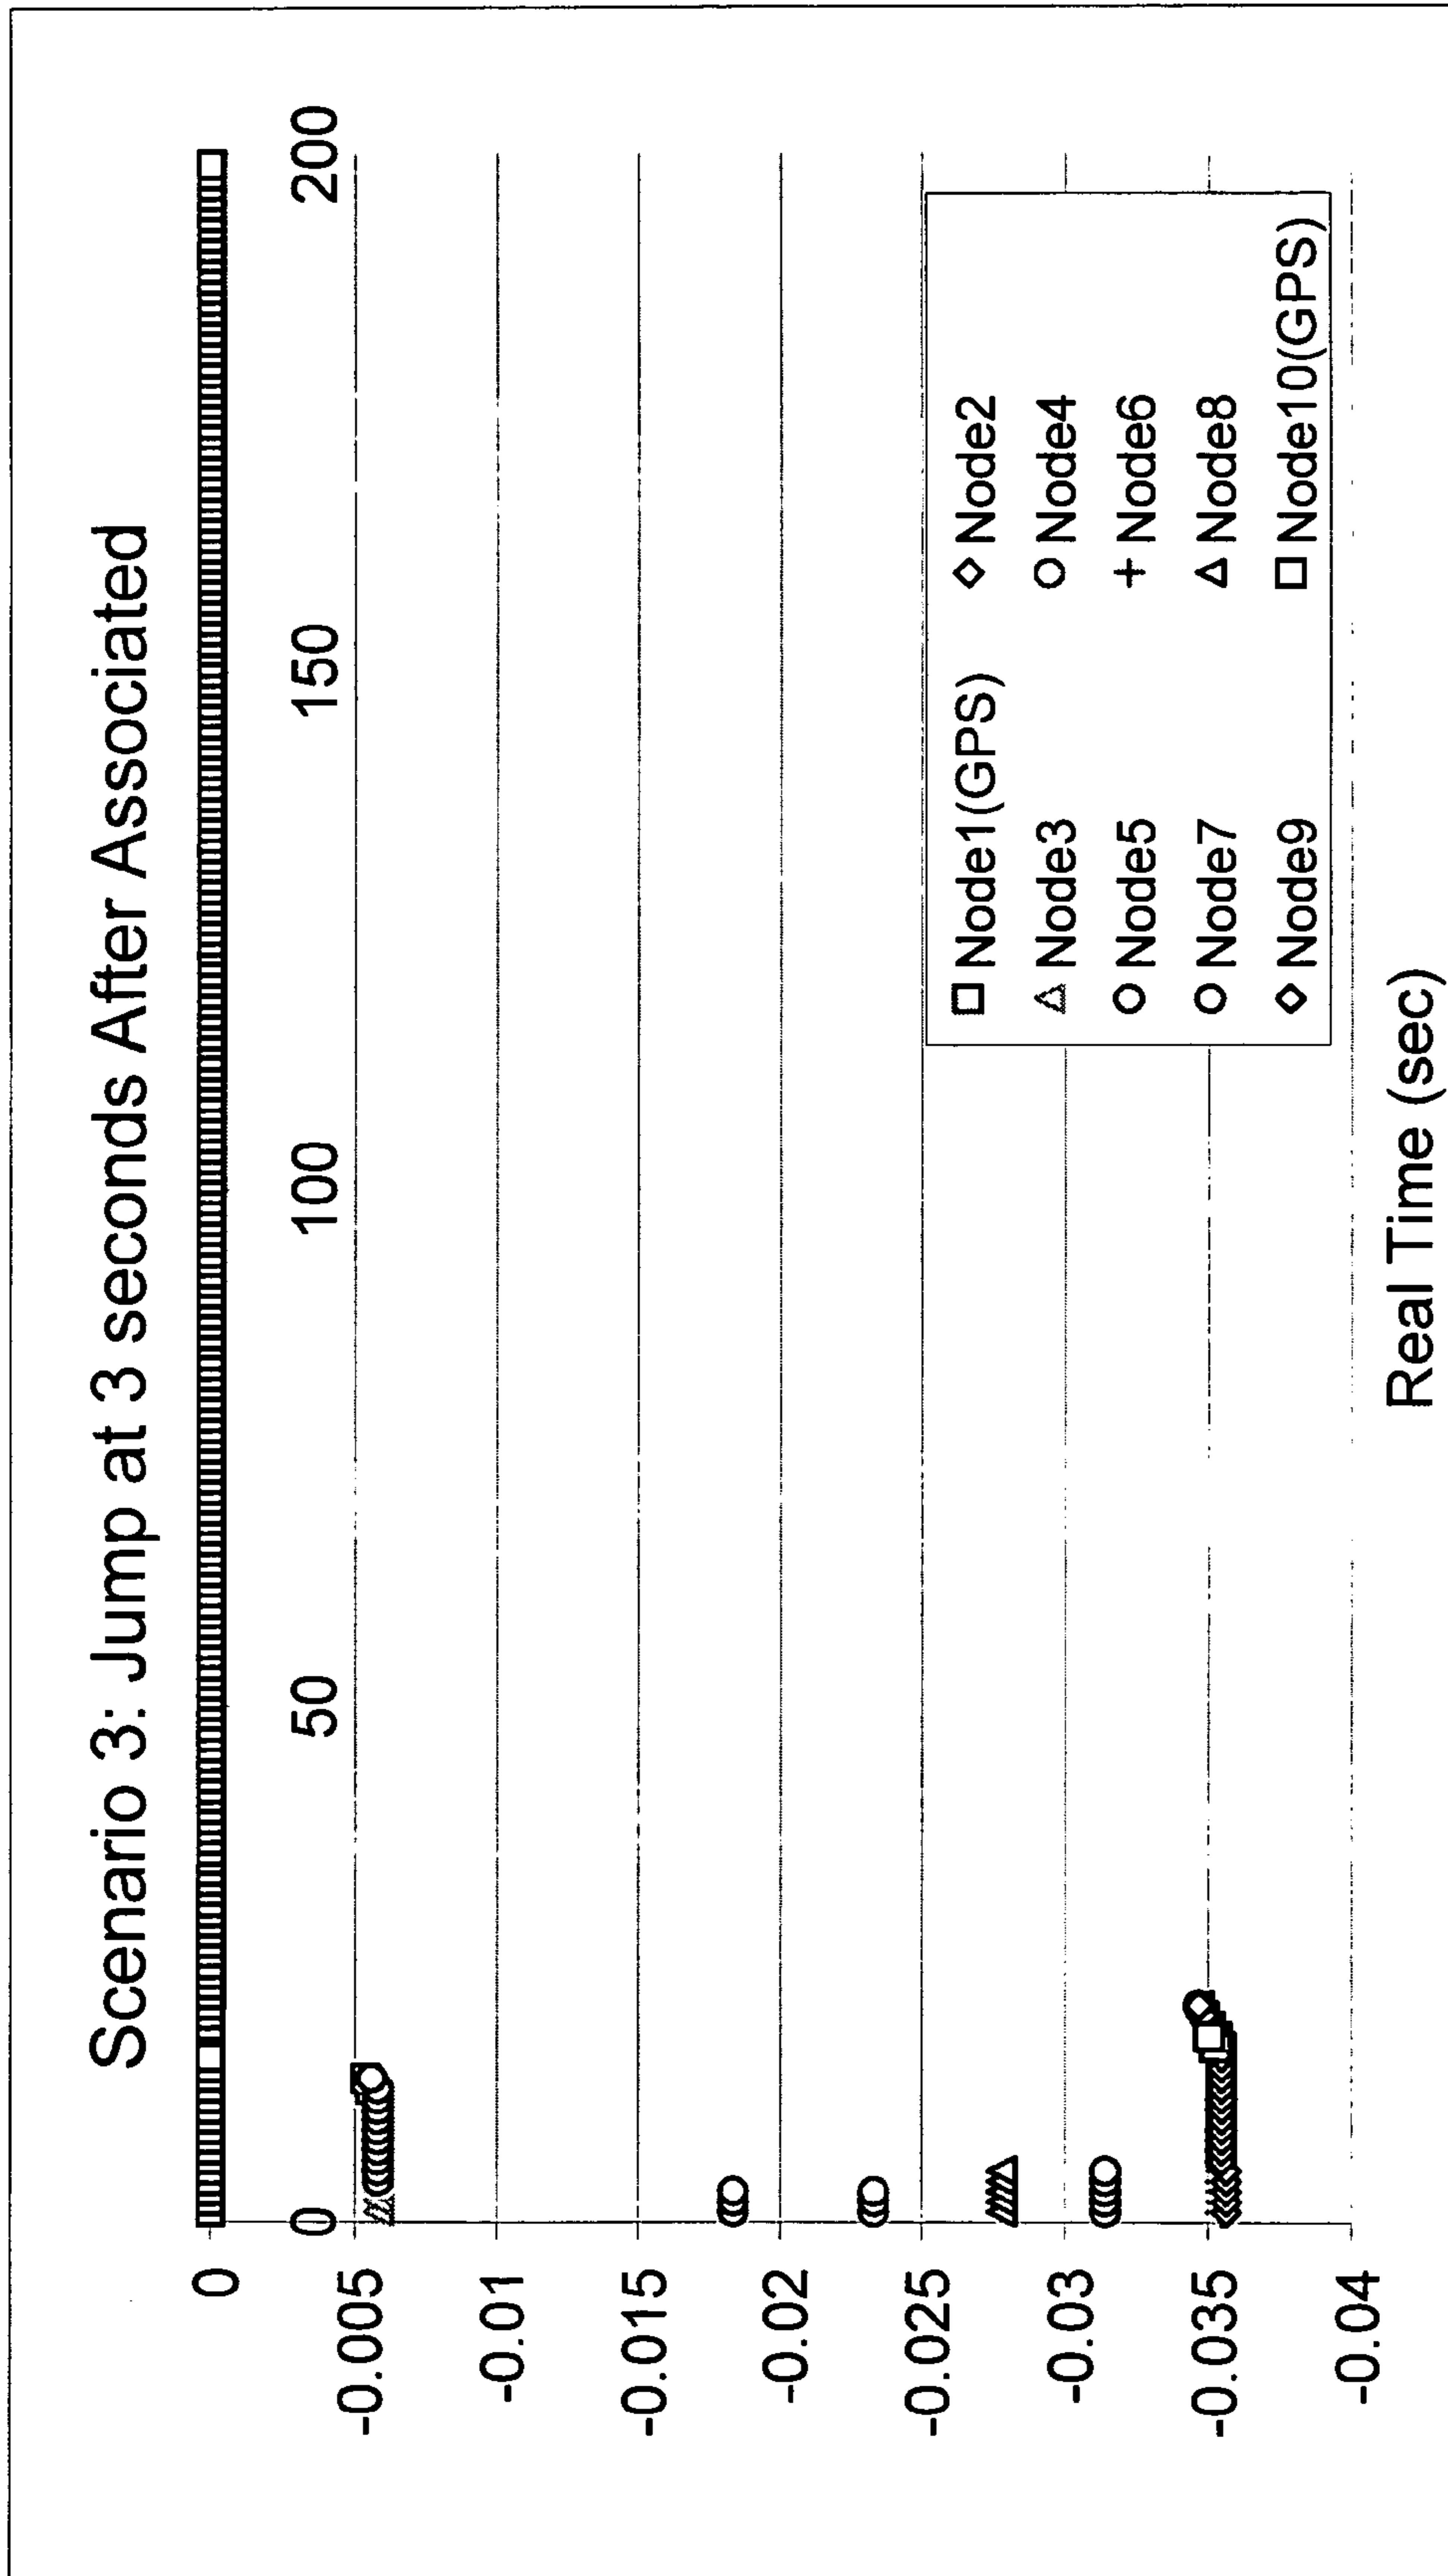 Scenario 3: Jump at 3 seconds After Associated
0
0 50 100 150 200
-0.005
-0.01
-0.015
-0.02
-0.025
-0.03
-0.035
-0.04
Node1(GPS) Node2
Node3 Node4
Node5 Node6
Node7 Node8
Node9 Node10(GPS)
Real Time (sec)